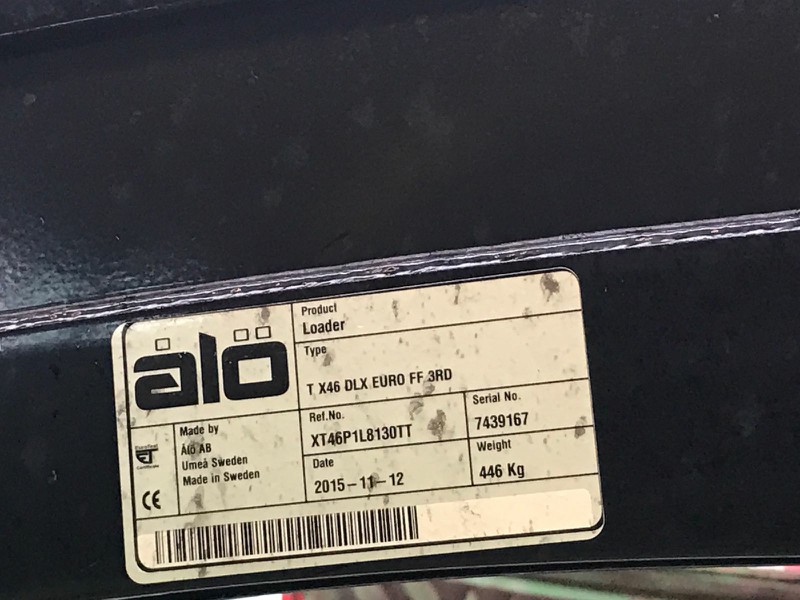 ålö
Product
Loader
Type
T X46 DLX EURO FF 3RD
Made by
Ålö AB
Umeå Sweden
Made in Sweden
Ref.No.
XT46P1L8130TT
Serial No.
7439167
Date
2015-11-12
Weight
446 Kg
CE